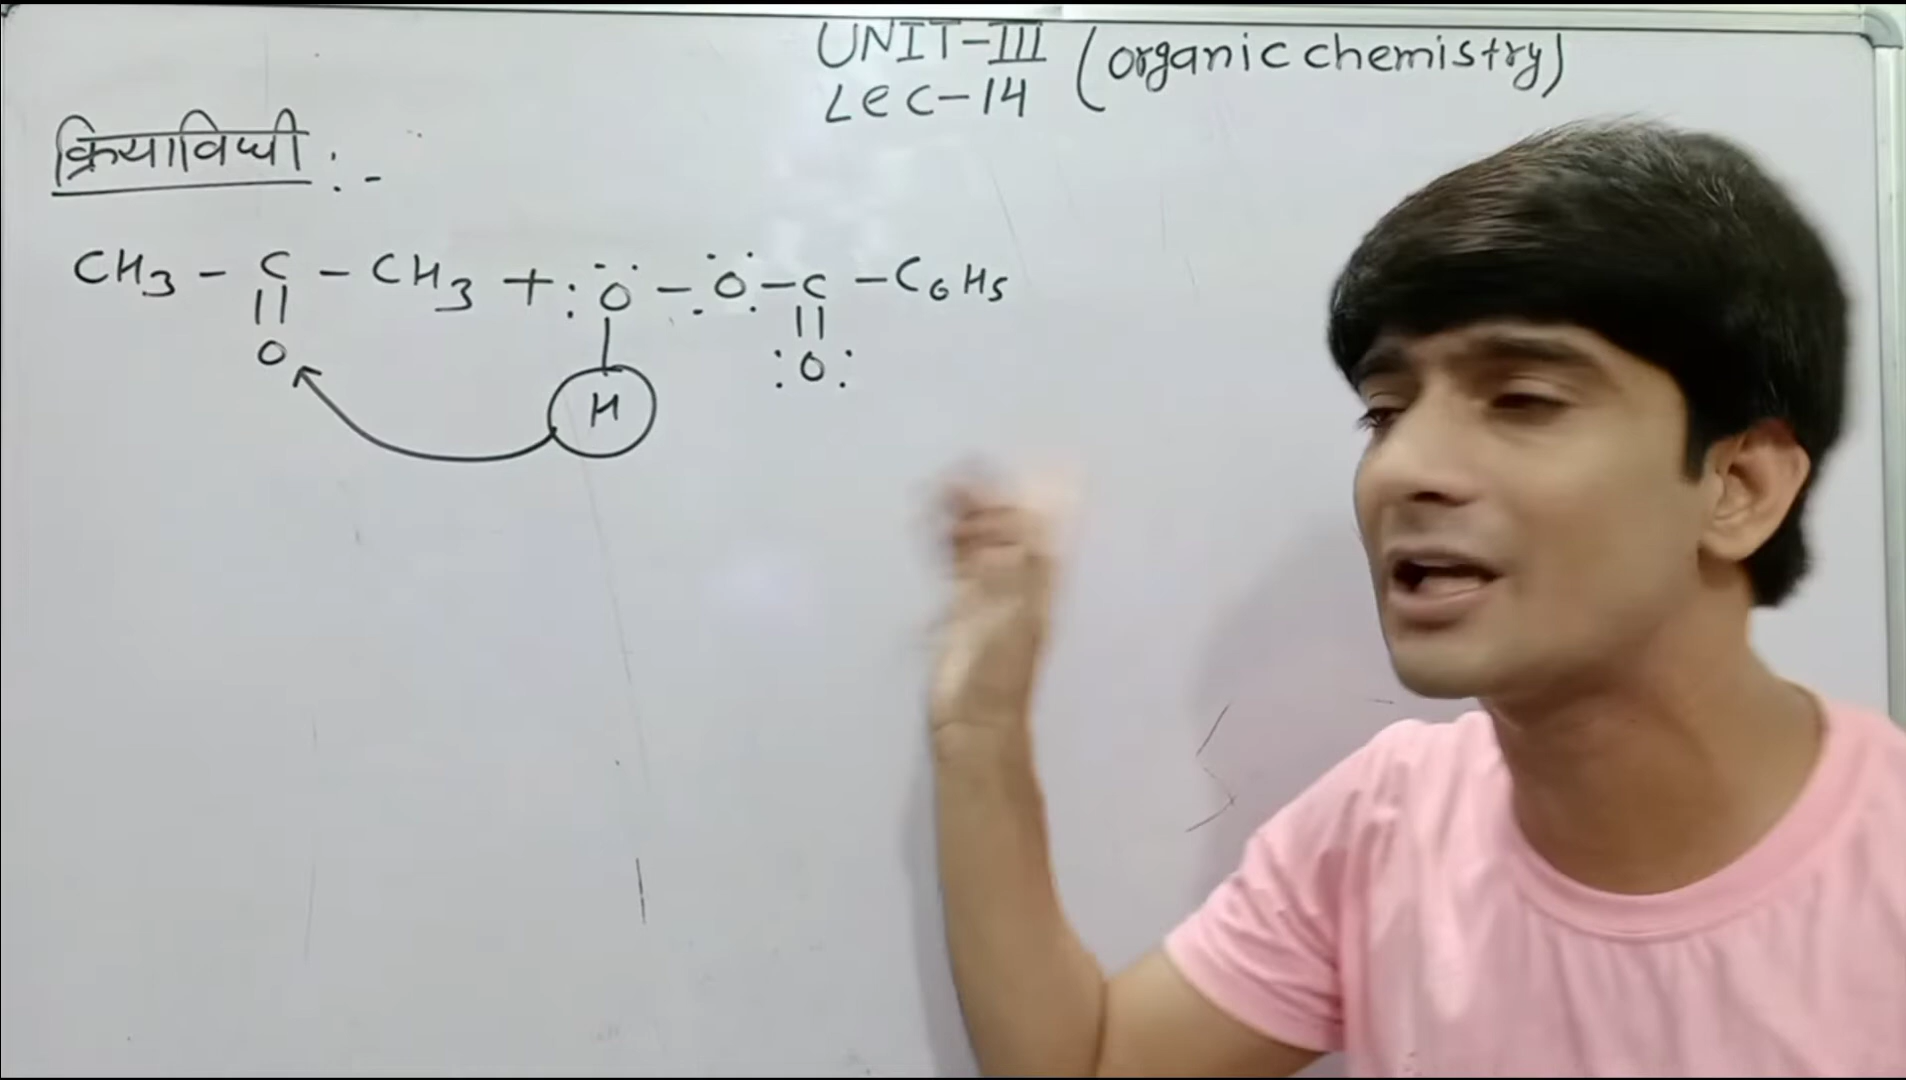 UNIT-III (organic chemistry)
Lec-14
क्रियाविधी :-
CH3 - C - CH3 + :Ö - Ö - C - C6H5
|| | ||
O H :O: